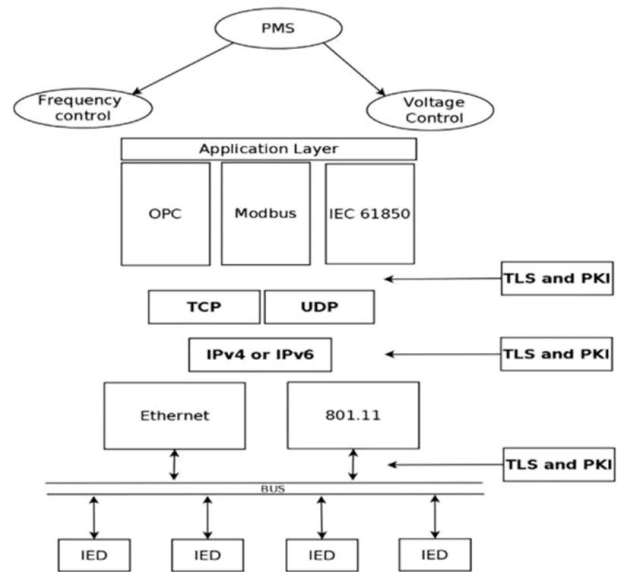 PMS
Frequency
control
Voltage
Control
Application Layer
OPC
Modbus
IEC 61850
TLS and PKI
TCP
UDP
IPv4 or IPv6
TLS and PKI
Ethernet
801.11
TLS and PKI
BUS
IED
IED
IED
IED